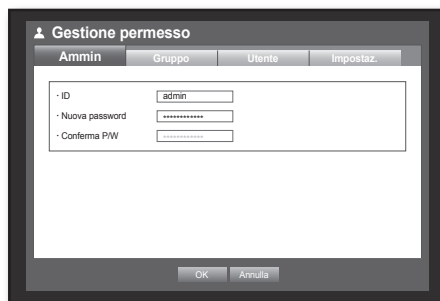 Gestione permesso
Ammin Gruppo Utente Impostaz.
· ID admin
· Nuova password ************
· Conferma P/W ************
OK Annulla